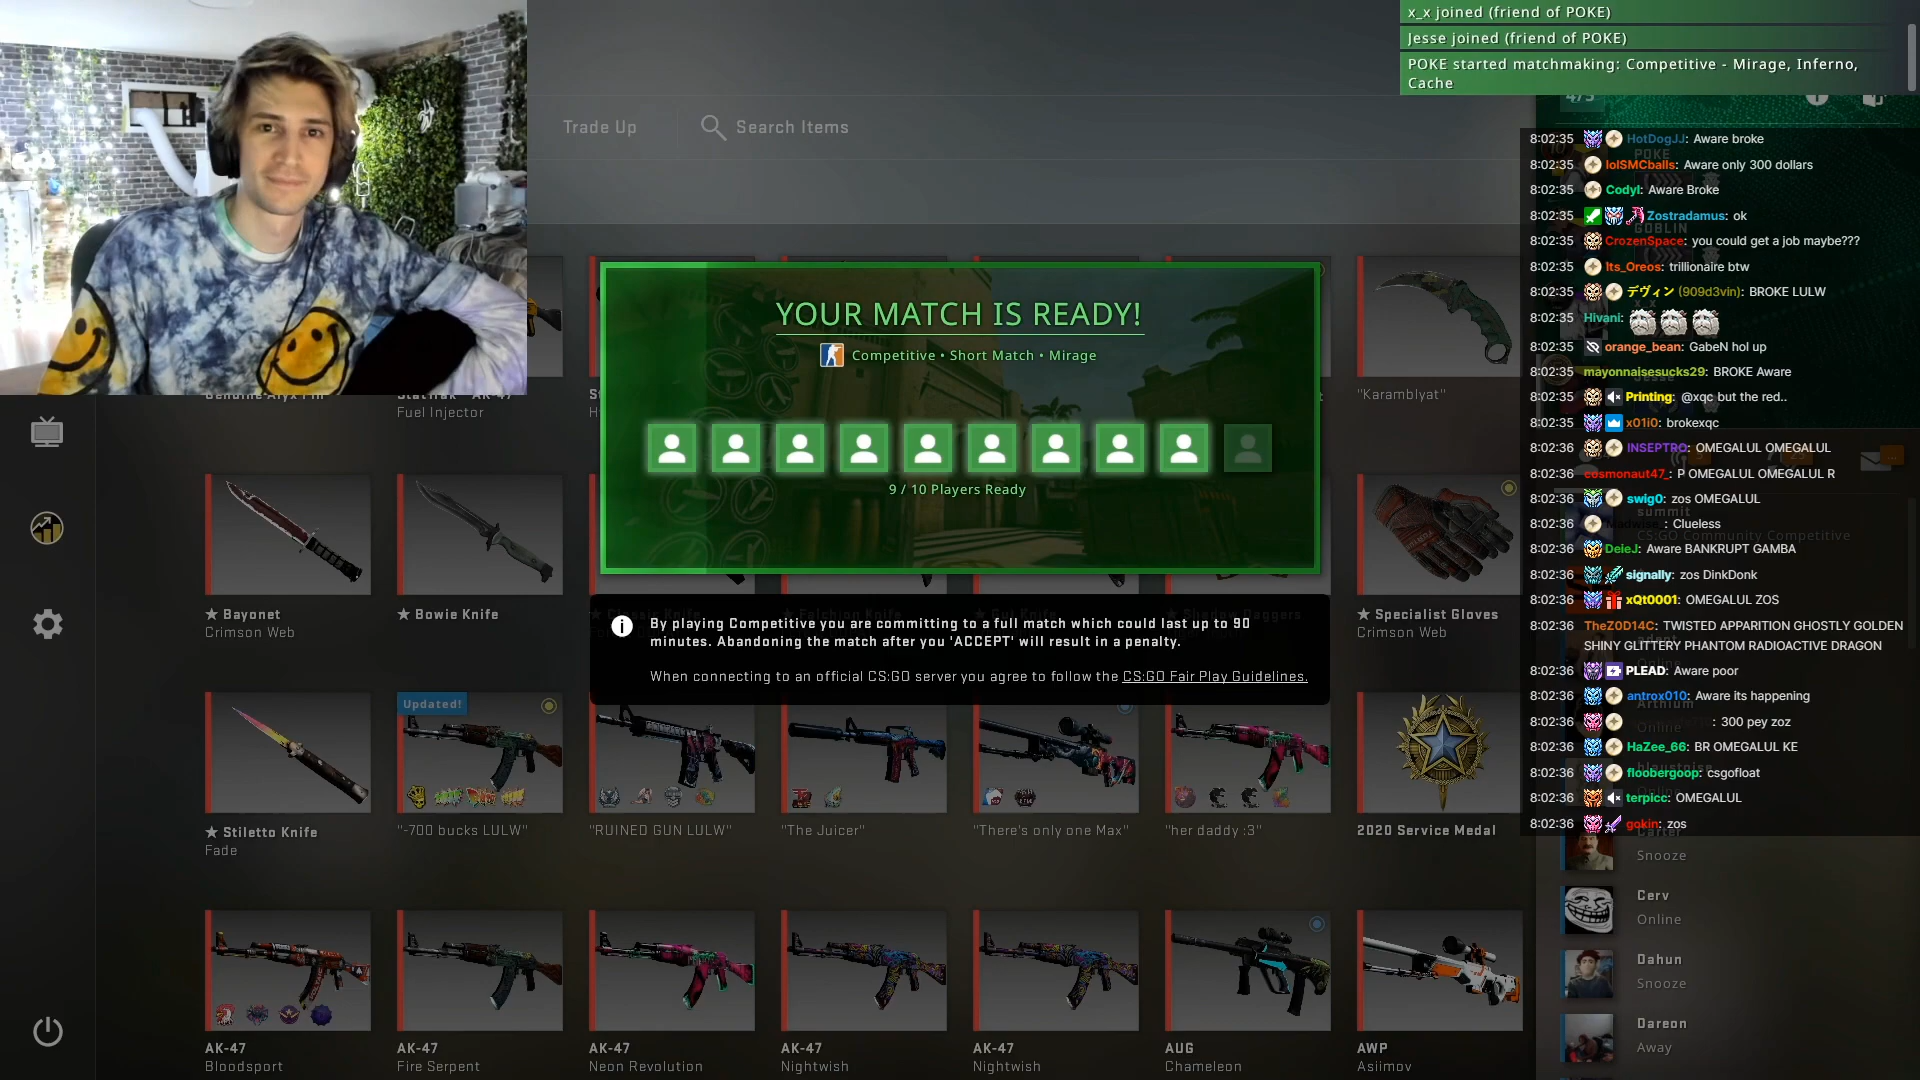 x_x joined (friend of POKE)
Jesse joined (friend of POKE)
POKE started matchmaking: Competitive - Mirage, Inferno,
Cache
4/5
Trade Up
Search Items
YOUR MATCH IS READY!
Competitive • Short Match • Mirage
9 / 10 Players Ready
By playing Competitive you are committing to a full match which could last up to 90
minutes. Abandoning the match after you 'ACCEPT' will result in a penalty.
When connecting to an official CS:GO server you agree to follow the CS:GO Fair Play Guidelines.
Fuel Injector
"Karamblyat"
★ Bayonet
Crimson Web
★ Bowie Knife
★ Specialist Gloves
Crimson Web
★ Stiletto Knife
Fade
Updated!
"-700 bucks LULW"
"RUINED GUN LULW"
"The Juicer"
"There's only one Max"
"her daddy :3"
2020 Service Medal
AK-47
Bloodsport
AK-47
Fire Serpent
AK-47
Neon Revolution
AK-47
Nightwish
AK-47
Nightwish
AUG
Chameleon
AWP
Asiimov
8:02:35 HotDogJJ: Aware broke
8:02:35 lolSMCballs: Aware only 300 dollars
8:02:35 Codyl: Aware Broke
8:02:35 Zostradamus: ok
8:02:35 CrozenSpace: you could get a job maybe???
8:02:35 Its_Oreos: trillionaire btw
8:02:35 デヴィン (909d3vin): BROKE LULW
8:02:35 Hivani:
8:02:35 orange_bean: GabeN hol up
8:02:35 mayonnaisesucks29: BROKE Aware
8:02:35 Printing: @xqc but the red..
8:02:35 x01i0: brokexqc
8:02:36 INSEPTRO: OMEGALUL OMEGALUL
8:02:36 cosmonaut47_: P OMEGALUL OMEGALUL R
8:02:36 swig0: zos OMEGALUL
8:02:36 : Clueless
8:02:36 DeieJ: Aware BANKRUPT GAMBA
8:02:36 signally: zos DinkDonk
8:02:36 xQt0001: OMEGALUL ZOS
8:02:36 TheZ0D14C: TWISTED APPARITION GHOSTLY GOLDEN
SHINY GLITTERY PHANTOM RADIOACTIVE DRAGON
8:02:36 PLEAD: Aware poor
8:02:36 antrox010: Aware its happening
8:02:36 : 300 pey zoz
8:02:36 HaZee_66: BR OMEGALUL KE
8:02:36 floobergoop: csgofloat
8:02:36 terpicc: OMEGALUL
8:02:36 gokin: zos
POKE
GOBLIN
summit
CS:GO Community Competitive
Online
Arthium
Online
Carter
Snooze
Cerv
Online
Dahun
Snooze
Dareon
Away